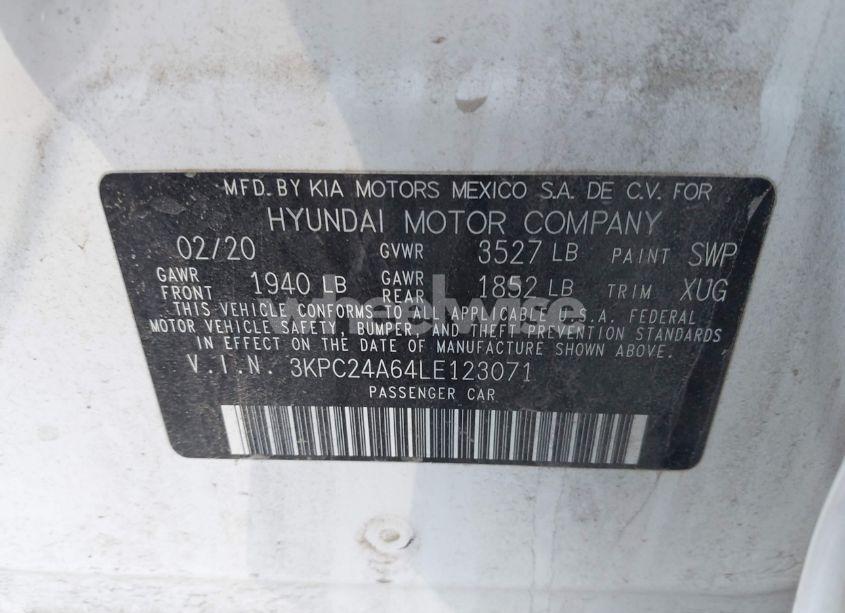 MFD. BY KIA MOTORS MEXICO S.A. DE C.V. FOR
HYUNDAI MOTOR COMPANY
02/20 GVWR 3527 LB PAINT SWP
GAWR FRONT 1940 LB GAWR REAR 1852 LB TRIM XUG
THIS VEHICLE CONFORMS TO ALL APPLICABLE U.S.A. FEDERAL
MOTOR VEHICLE SAFETY, BUMPER, AND THEFT PREVENTION STANDARDS
IN EFFECT ON THE DATE OF MANUFACTURE SHOWN ABOVE.
V.I.N. 3KPC24A64LE123071
PASSENGER CAR
wheelwise